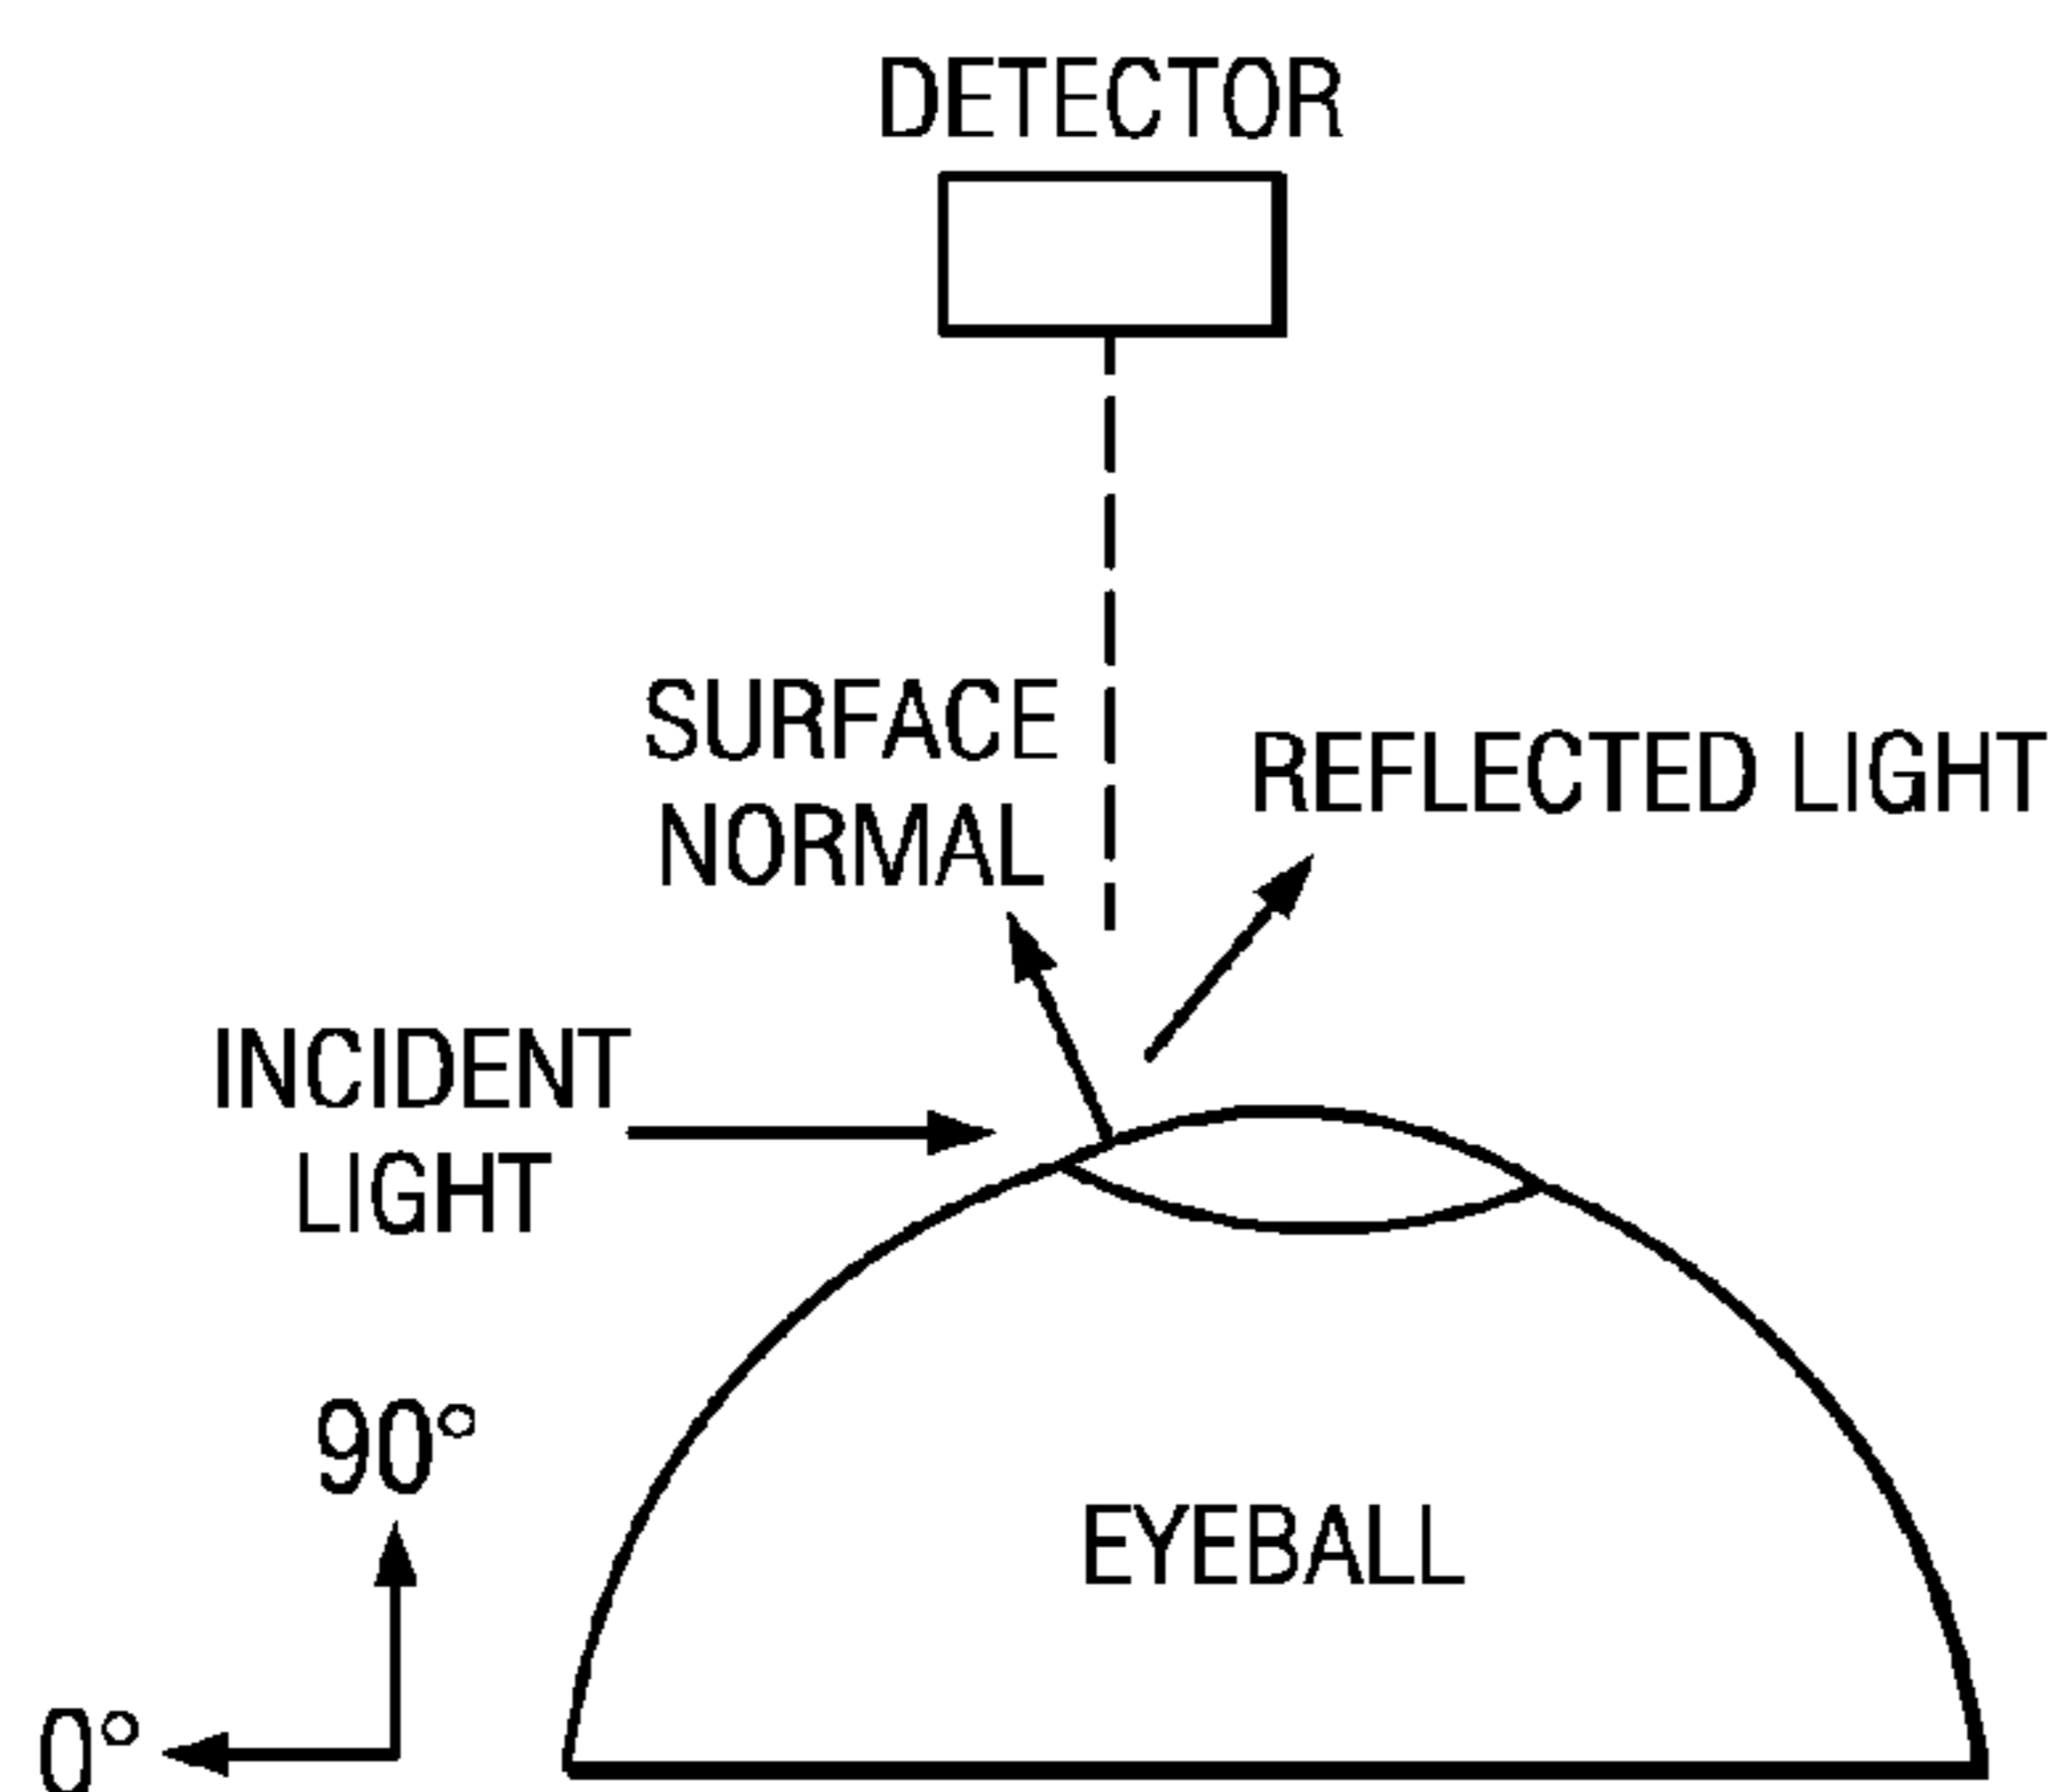 DETECTOR
SURFACE
NORMAL
REFLECTED LIGHT
INCIDENT
LIGHT
90°
EYEBALL
0°